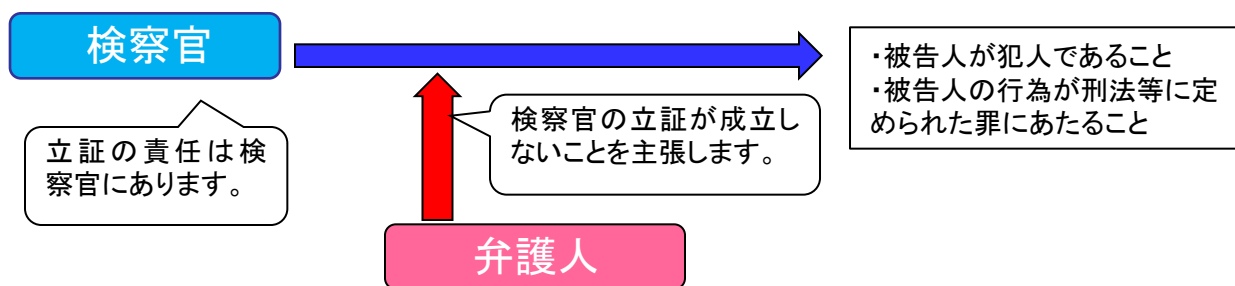 検察官
・被告人が犯人であること
・被告人の行為が刑法等に定
められた罪にあたること
検察官の立証が成立し
ないことを主張します。
立証の責任は検
察官にあります。
弁護人